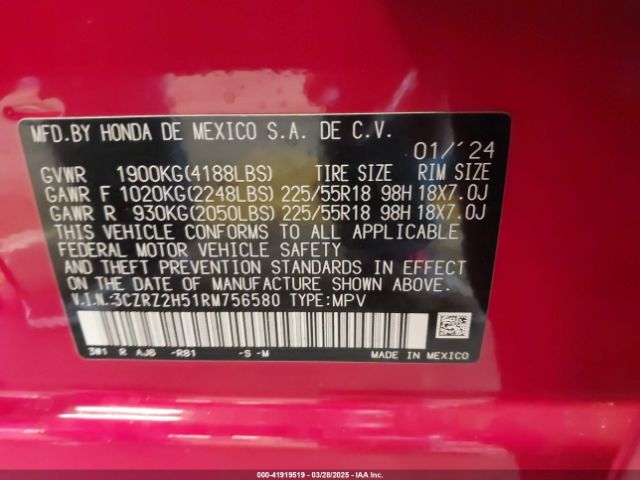 MFD.BY HONDA DE MEXICO S.A. DE C.V.
01/'24
GVWR 1900KG(4188LBS) TIRE SIZE RIM SIZE
GAWR F 1020KG(2248LBS) 225/55R18 98H 18X7.0J
GAWR R 930KG(2050LBS) 225/55R18 98H 18X7.0J
THIS VEHICLE CONFORMS TO ALL APPLICABLE
FEDERAL MOTOR VEHICLE SAFETY
AND THEFT PREVENTION STANDARDS IN EFFECT
ON THE DATE OF MANUFACTURE SHOWN ABOVE.
V.I.N.:3CZRZ2H51RM756580 TYPE:MPV
3W1 R AJ6 -R81 -S -M
MADE IN MEXICO
000-41919519 | 03/28/2025 | IAA Inc.